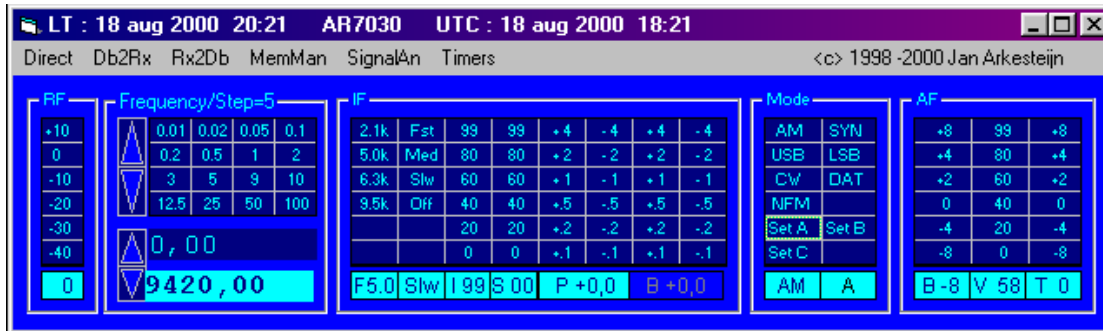 LT : 18 aug 2000 20:21 AR7030 UTC : 18 aug 2000 18:21
Direct Db2Rx Rx2Db MemMan SignalAn Timers <c> 1998 -2000 Jan Arkesteijn
RF Frequency/Step=5 IF Mode AF
+10 0.01 0.02 0.05 0.1 2.1k Fst 99 99 +4 -4 +4 -4 AM SYN +8 99 +8
0 0.2 0.5 1 2 5.0k Med 80 80 +2 -2 +2 -2 USB LSB +4 80 +4
-10 3 5 9 10 6.3k Slw 60 60 +1 -1 +1 -1 CW DAT +2 60 +2
-20 12.5 25 50 100 9.5k Off 40 40 +.5 -.5 +.5 -.5 NFM 0 40 0
-30 20 20 +.2 -.2 +.2 -.2 Set A Set B -4 20 -4
-40 0,00 0 0 +.1 -.1 +.1 -.1 Set C -8 0 -8
0 9420,00 F5.0 Slw I 99 S 00 P +0,0 B +0,0 AM A B -8 V 58 T 0